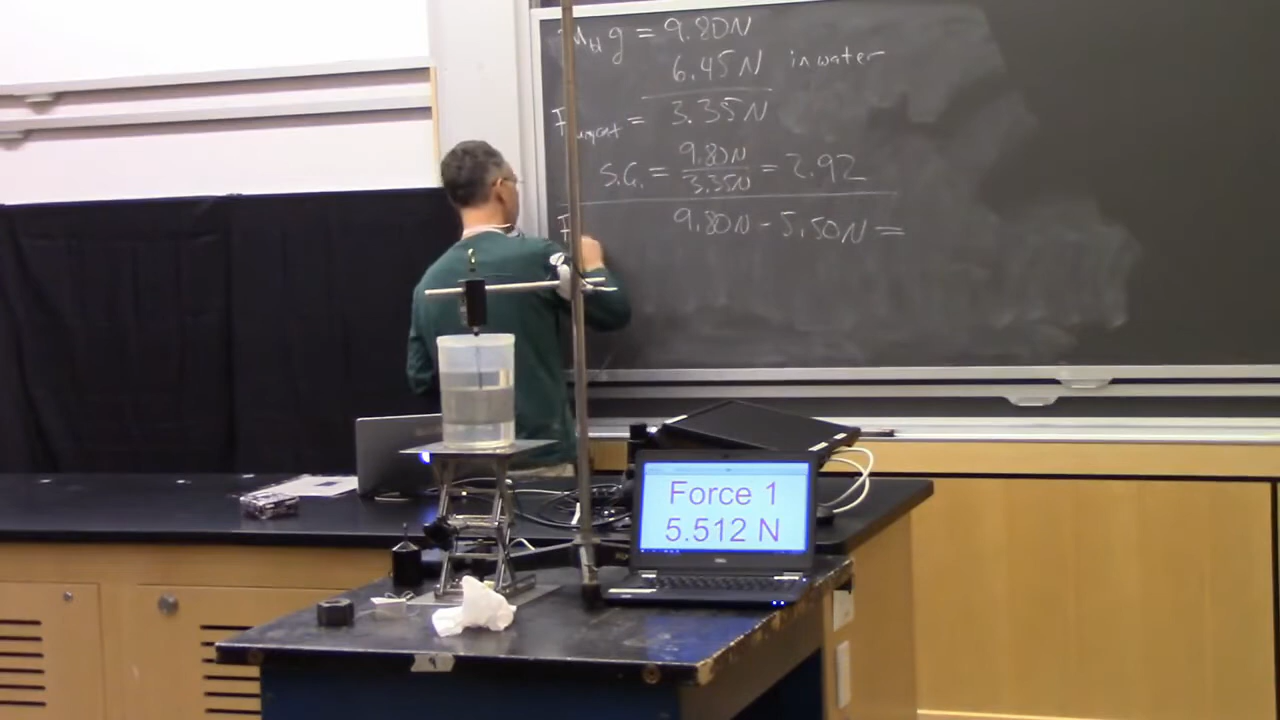 g = 9.80N
6.45N in water
= 3.35N
S.G. = 9.80N / 3.35N = 2.92
9.80N - 5.50N =
Force 1
5.512 N
9